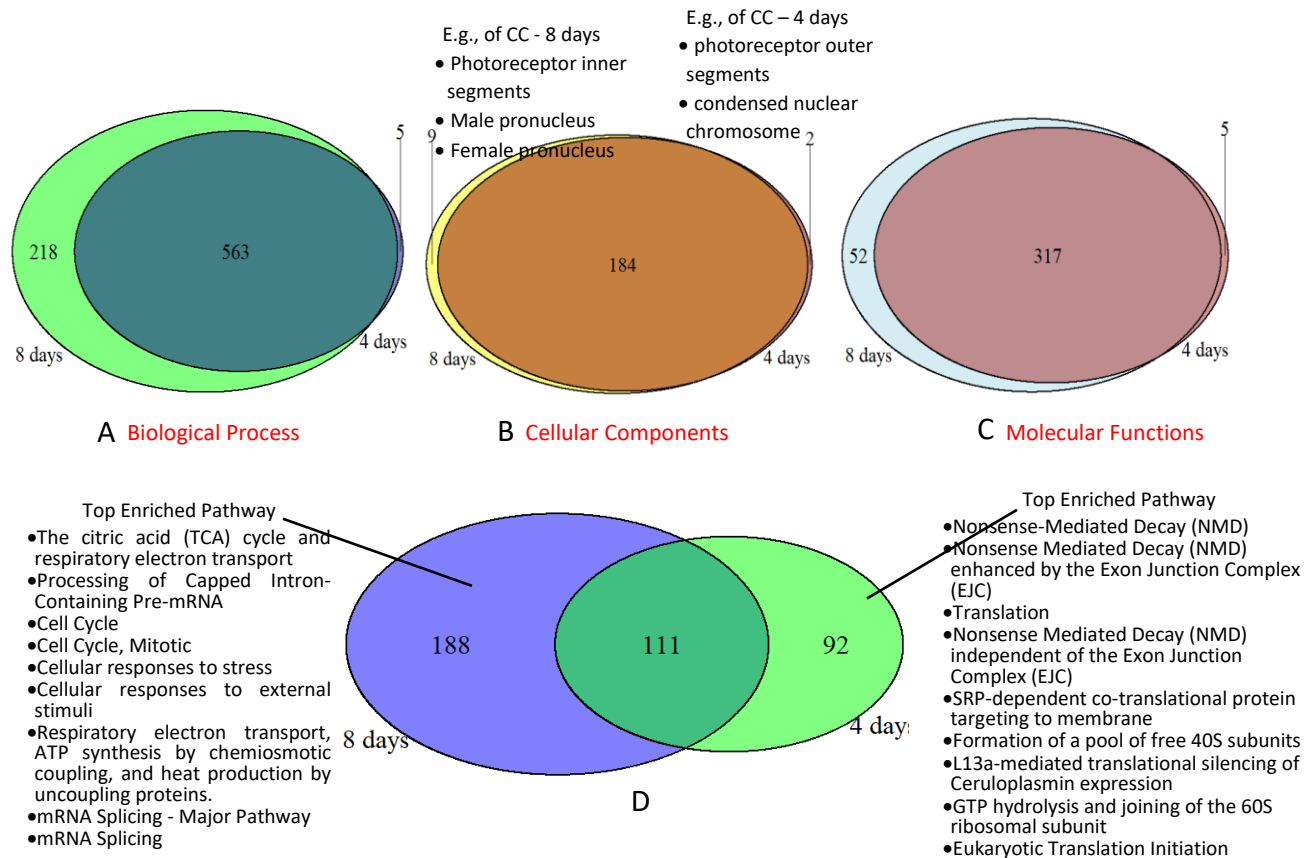 E.g., of CC - 8 days
• Photoreceptor inner
segments
• Male pronucleus
• Female pronucleus
E.g., of CC – 4 days
• photoreceptor outer
segments
• condensed nuclear
chromosome
5
218
563
8 days
4 days
A Biological Process
9
2
184
8 days
4 days
B Cellular Components
5
52
317
8 days
4 days
C Molecular Functions
Top Enriched Pathway
•The citric acid (TCA) cycle and
respiratory electron transport
•Processing of Capped Intron-
Containing Pre-mRNA
•Cell Cycle
•Cell Cycle, Mitotic
•Cellular responses to stress
•Cellular responses to external
stimuli
•Respiratory electron transport,
ATP synthesis by chemiosmotic
coupling, and heat production by
uncoupling proteins.
•mRNA Splicing - Major Pathway
•mRNA Splicing
188
111
92
8 days
4 days
D
Top Enriched Pathway
•Nonsense-Mediated Decay (NMD)
•Nonsense Mediated Decay (NMD)
enhanced by the Exon Junction Complex
(EJC)
•Translation
•Nonsense Mediated Decay (NMD)
independent of the Exon Junction
Complex (EJC)
•SRP-dependent co-translational protein
targeting to membrane
•Formation of a pool of free 40S subunits
•L13a-mediated translational silencing of
Ceruloplasmin expression
•GTP hydrolysis and joining of the 60S
ribosomal subunit
•Eukaryotic Translation Initiation